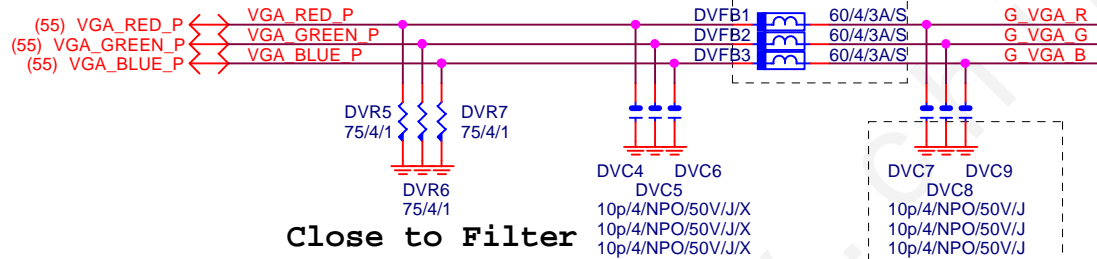 DVFB1 60/4/3A/S
(55) VGA_RED_P VGA_RED_P G_VGA_R
DVFB2 60/4/3A/S
(55) VGA_GREEN_P VGA_GREEN_P G_VGA_G
DVFB3 60/4/3A/S
(55) VGA_BLUE_P VGA_BLUE_P G_VGA_B
DVR5 DVR7
75/4/1 75/4/1
DVR6
75/4/1
DVC4 DVC6
DVC5
10p/4/NPO/50V/J/X
10p/4/NPO/50V/J/X
10p/4/NPO/50V/J/X
DVC7 DVC9
DVC8
10p/4/NPO/50V/J
10p/4/NPO/50V/J
10p/4/NPO/50V/J
Close to Filter